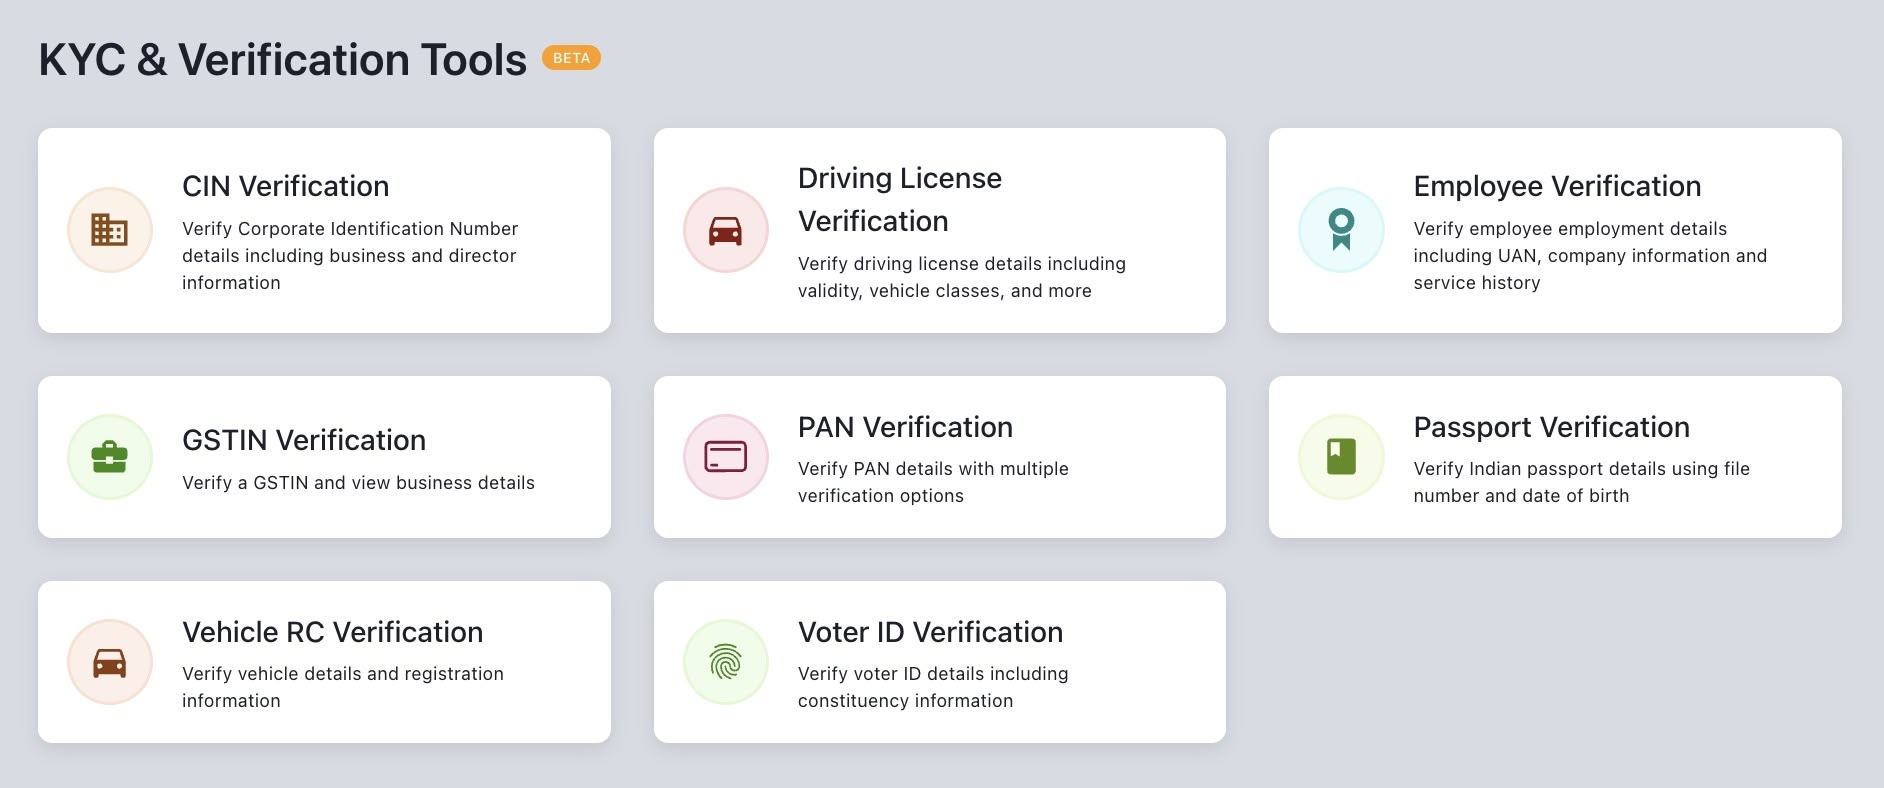 KYC & Verification Tools BETA
CIN Verification
Verify Corporate Identification Number
details including business and director
information
Driving License
Verification
Verify driving license details including
validity, vehicle classes, and more
Employee Verification
Verify employee employment details
including UAN, company information and
service history
GSTIN Verification
Verify a GSTIN and view business details
PAN Verification
Verify PAN details with multiple
verification options
Passport Verification
Verify Indian passport details using file
number and date of birth
Vehicle RC Verification
Verify vehicle details and registration
information
Voter ID Verification
Verify voter ID details including
constituency information